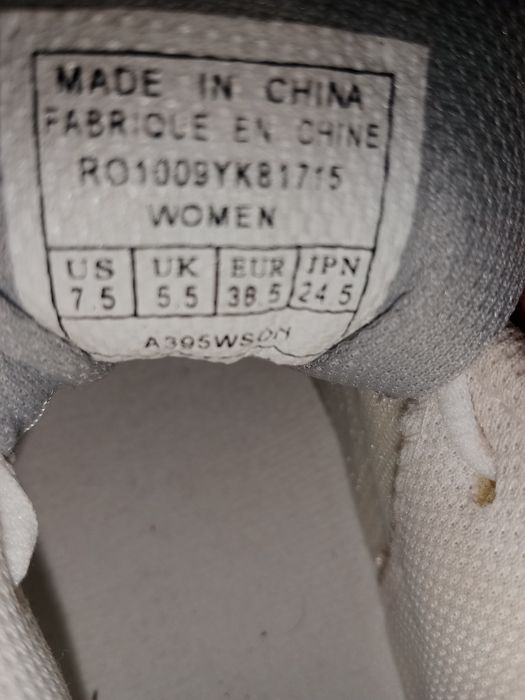 MADE IN CHINA
FABRIQUE EN CHINE
RO1009YK81715
WOMEN
US UK EUR JPN
7.5 5.5 38.5 24.5